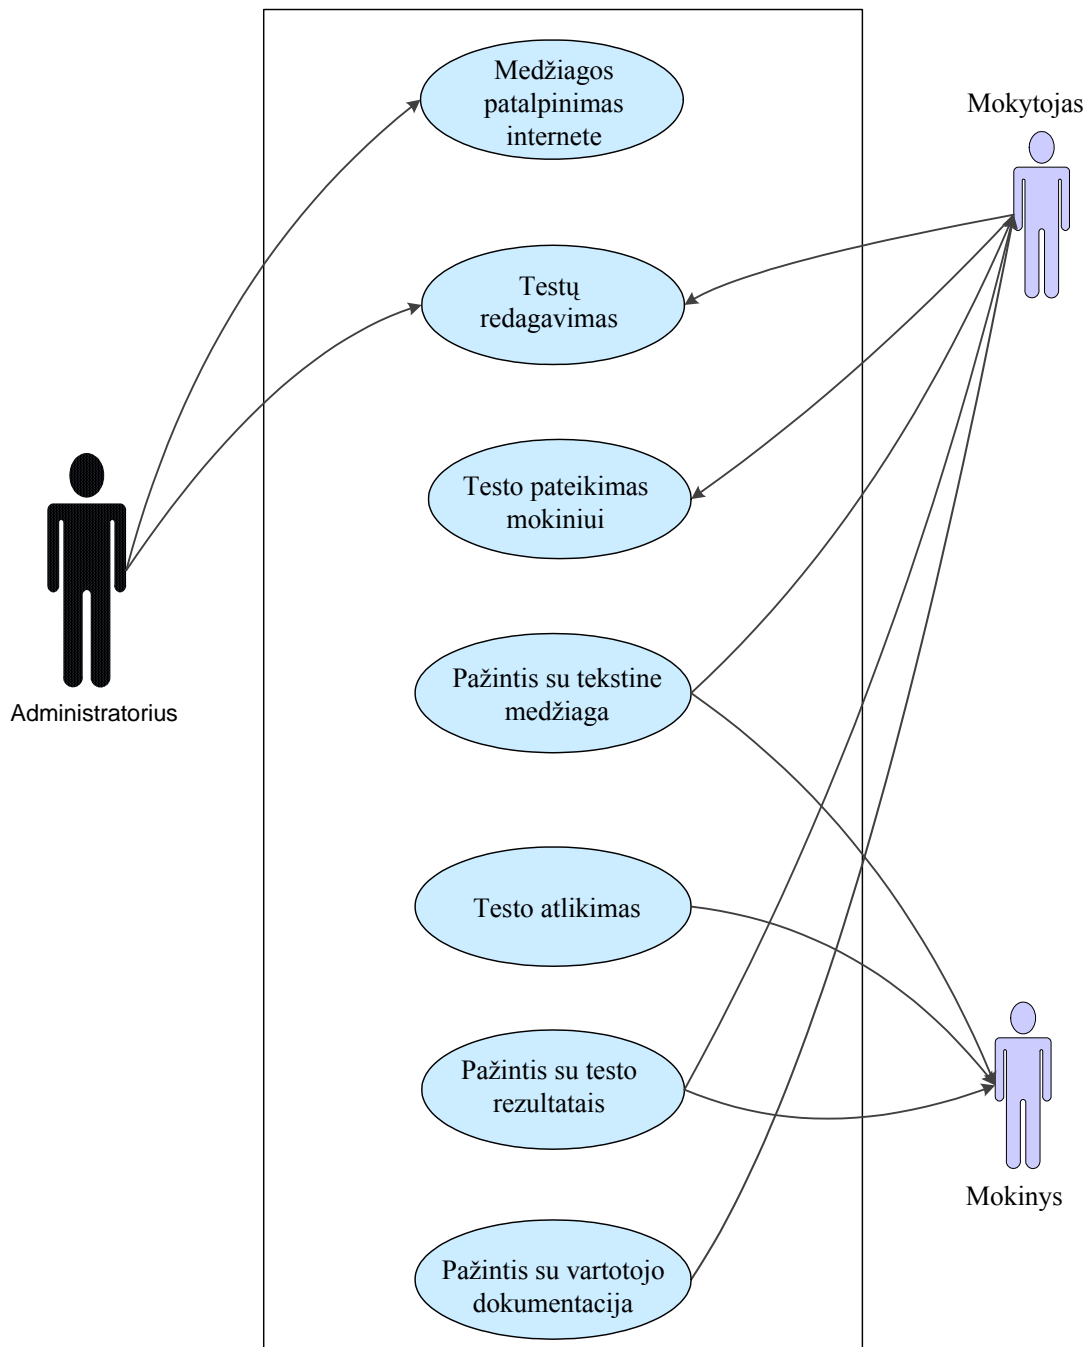 Medžiagos
patalpinimas
internete
Mokytojas
Testų
redagavimas
Testo pateikimas
mokiniui
Pažintis su tekstine
medžiaga
Administratorius
Testo atlikimas
Pažintis su testo
rezultatais
Mokinys
Pažintis su vartotojo
dokumentacija